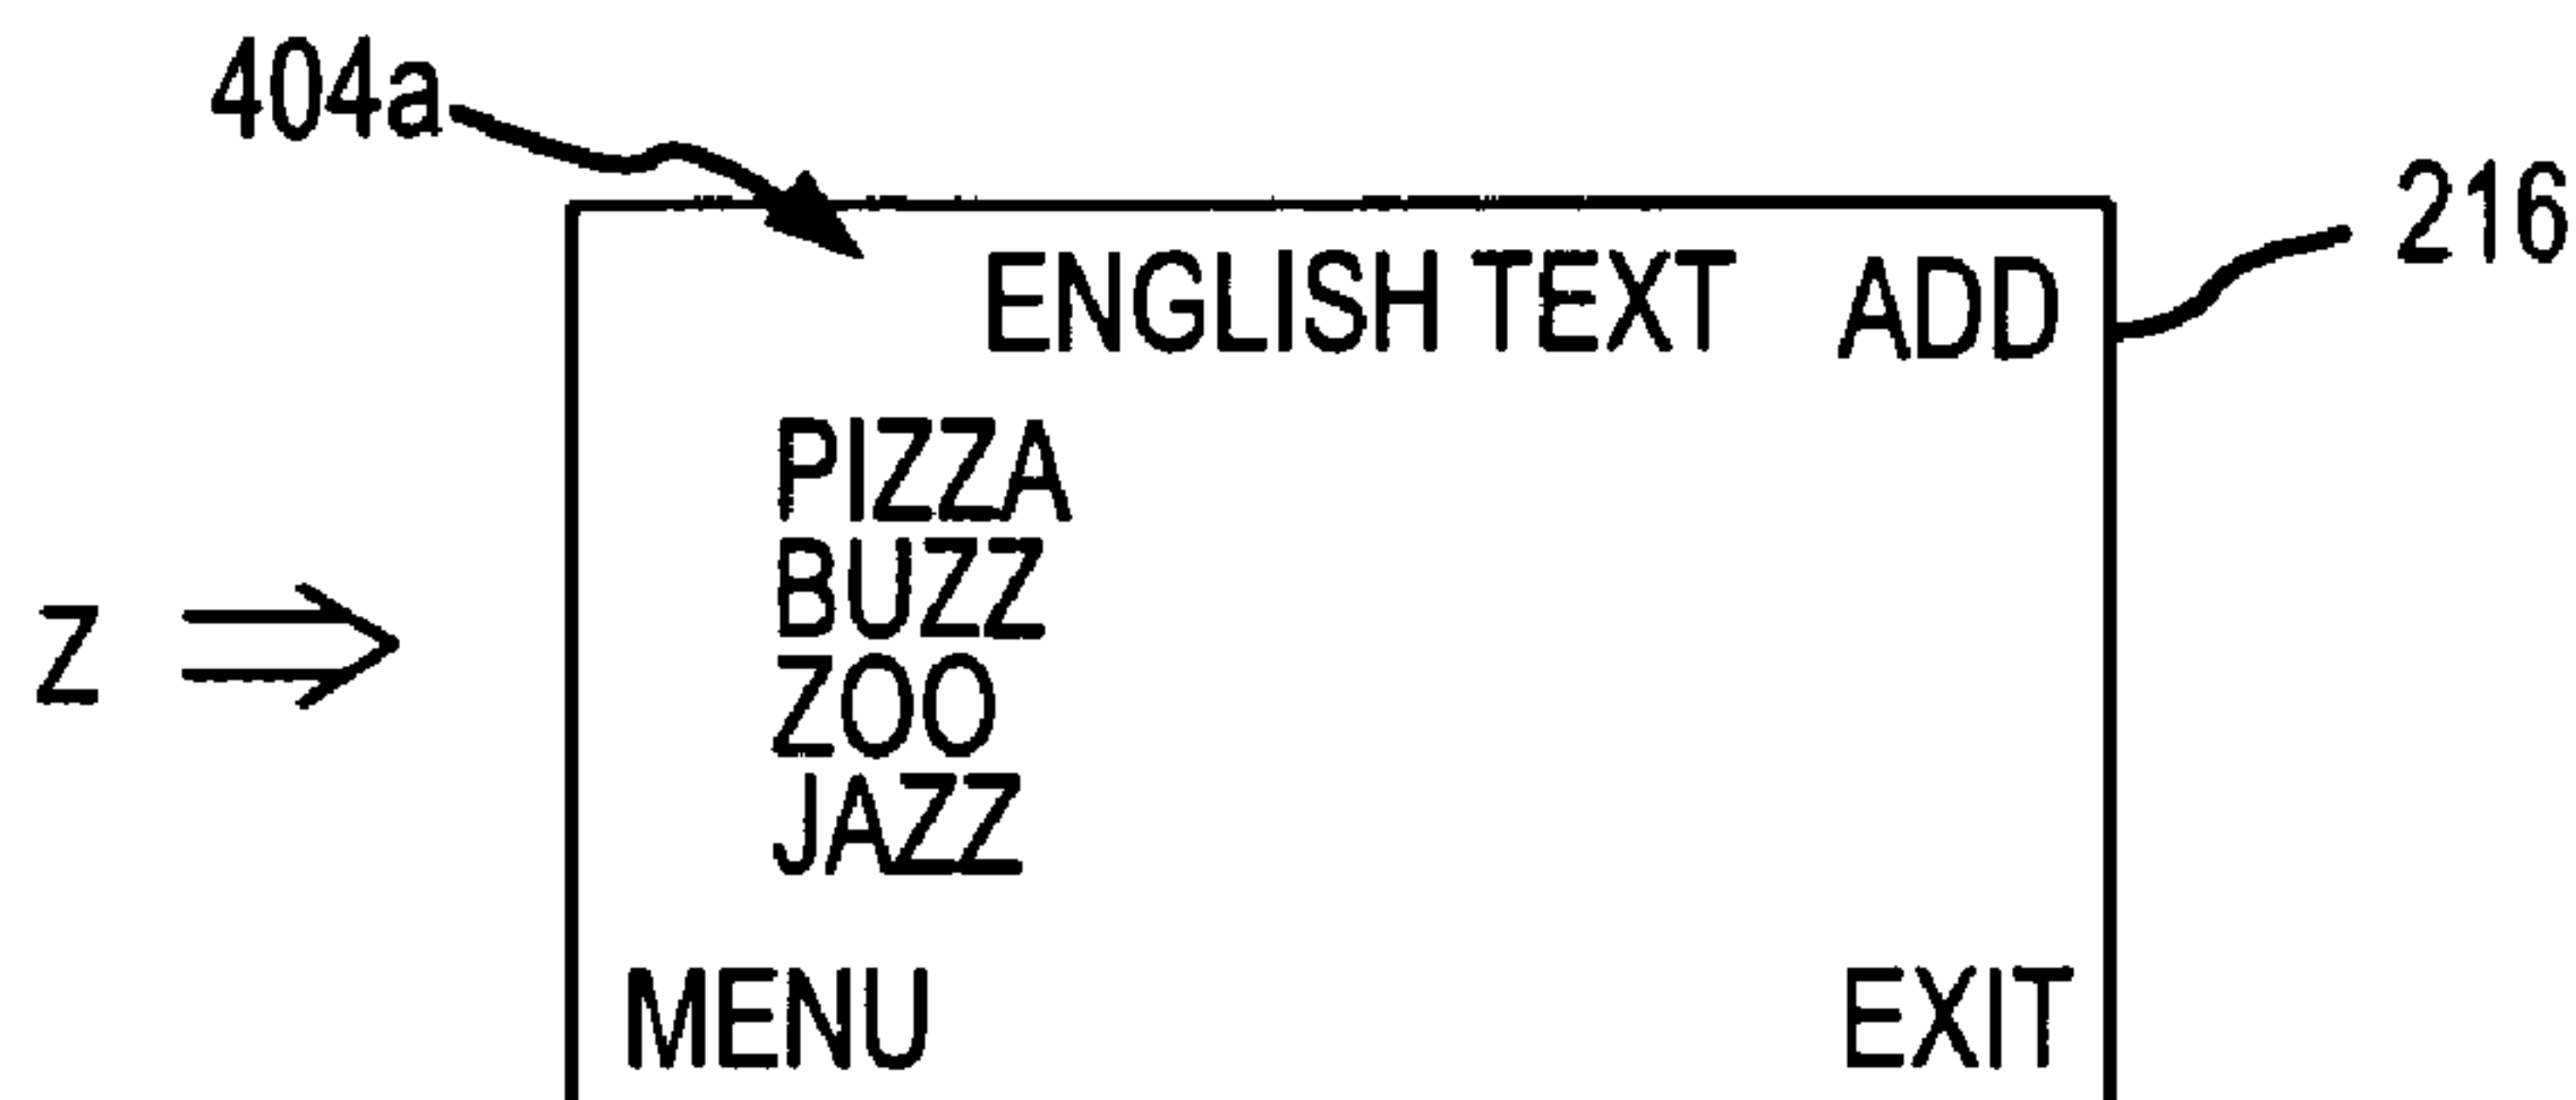 404a
216
ENGLISH TEXT ADD
PIZZA
BUZZ
Z
ZOO
JAZZ
MENU EXIT